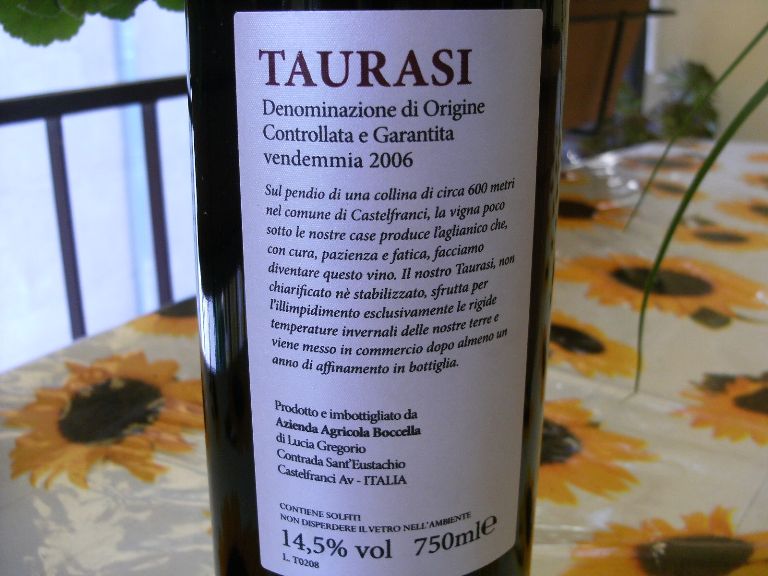 TAURASI
Denominazione di Origine
Controllata e Garantita
vendemmia 2006
Sul pendio di una collina di circa 600 metri
nel comune di Castelfranci, la vigna poco
sotto le nostre case produce l'aglianico che,
con cura, pazienza e fatica, facciamo
diventare questo vino. Il nostro Taurasi, non
chiarificato nè stabilizzato, sfrutta per
l'illimpidimento esclusivamente le rigide
temperature invernali delle nostre terre e
viene messo in commercio dopo almeno un
anno di affinamento in bottiglia.
Prodotto e imbottigliato da
Azienda Agricola Boccella
di Lucia Gregorio
Contrada Sant'Eustachio
Castelfranci Av - ITALIA
CONTIENE SOLFITI
NON DISPERDERE IL VETRO NELL'AMBIENTE
14,5% vol 750ml℮
L. T0208